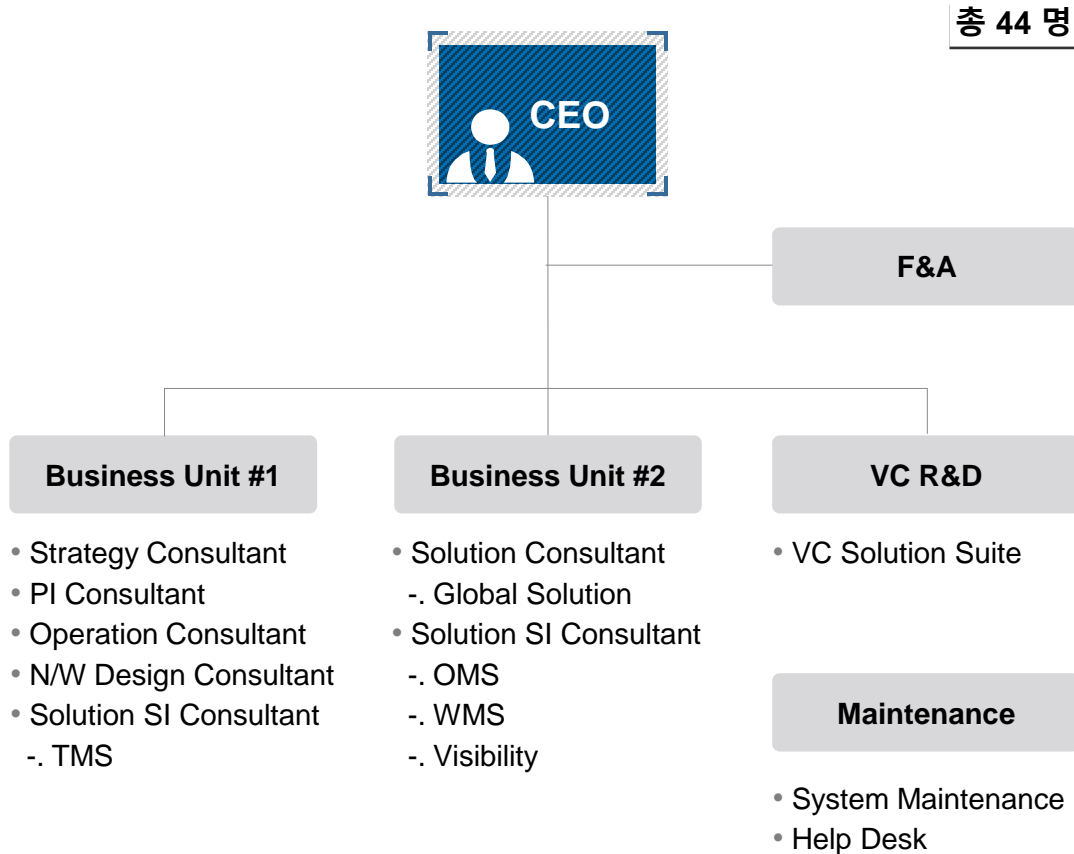 총 44 명
CEO
F&A
Business Unit #1
• Strategy Consultant
• PI Consultant
• Operation Consultant
• N/W Design Consultant
• Solution SI Consultant
-. TMS
Business Unit #2
• Solution Consultant
-. Global Solution
• Solution SI Consultant
-. OMS
-. WMS
-. Visibility
VC R&D
• VC Solution Suite
Maintenance
• System Maintenance
• Help Desk